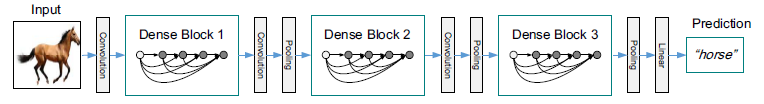 Input
Convolution
Dense Block 1
Convolution
Pooling
Dense Block 2
Convolution
Pooling
Dense Block 3
Pooling
Linear
Prediction
“horse”